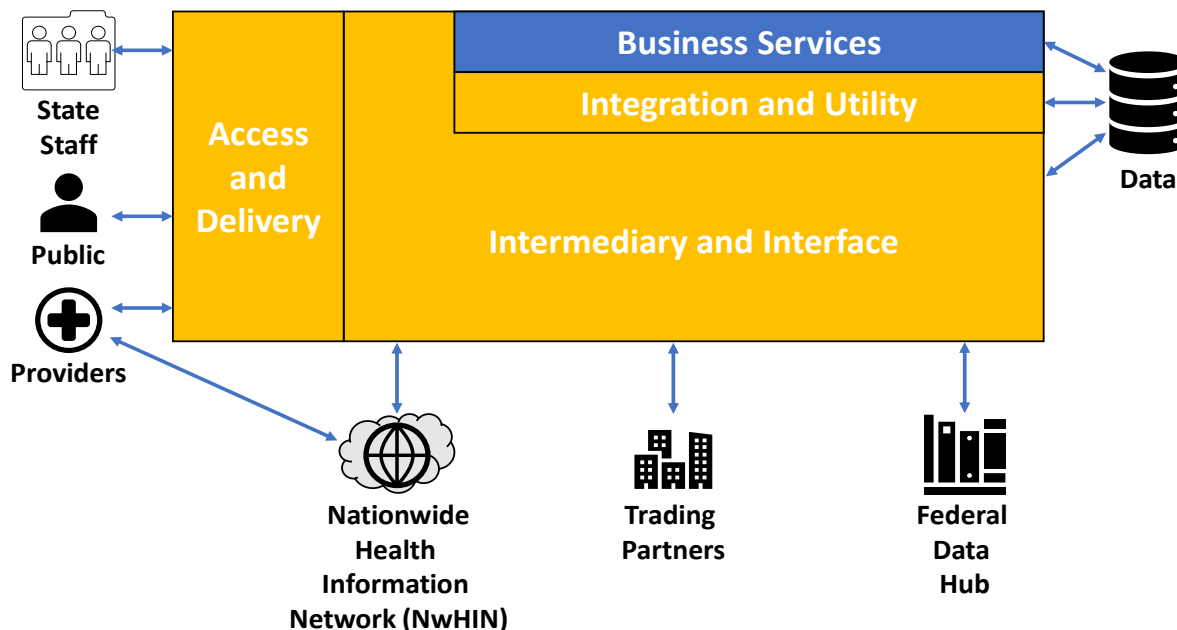 State
Staff
Public
Providers
Access
and
Delivery
Business Services
Integration and Utility
Intermediary and Interface
Data
Nationwide
Health
Information
Network (NwHIN)
Trading
Partners
Federal
Data
Hub